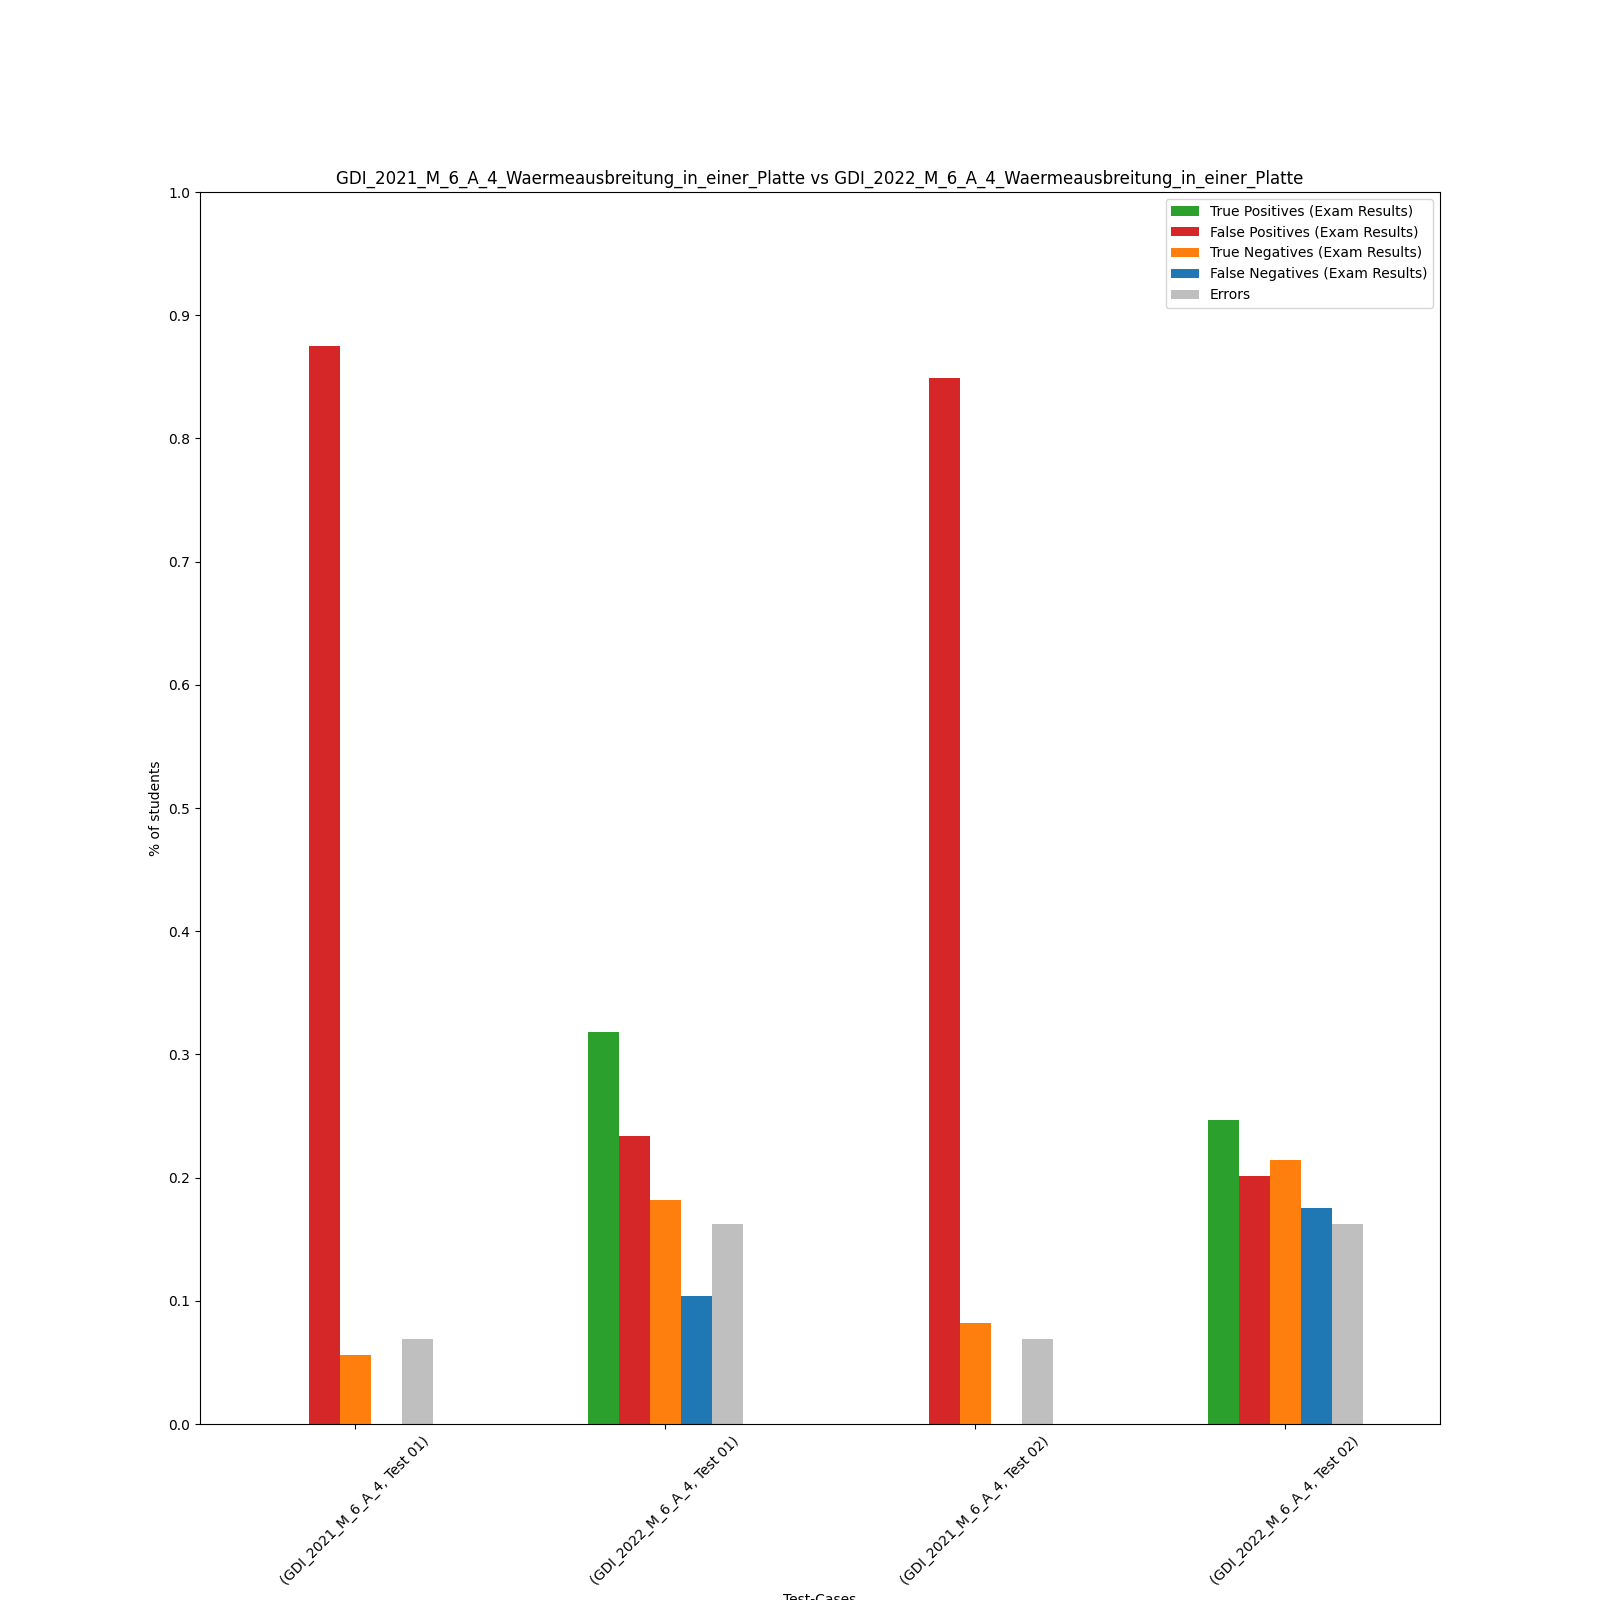 GDI_2021_M_6_A_4_Waermeausbreitung_in_einer_Platte vs GDI_2022_M_6_A_4_Waermeausbreitung_in_einer_Platte
True Positives (Exam Results)
False Positives (Exam Results)
True Negatives (Exam Results)
False Negatives (Exam Results)
Errors
1.0
0.9
0.8
0.7
0.6
0.5
0.4
0.3
0.2
0.1
0.0
% of students
(GDI_2021_M_6_A_4, Test 01)
(GDI_2022_M_6_A_4, Test 01)
(GDI_2021_M_6_A_4, Test 02)
(GDI_2022_M_6_A_4, Test 02)
Test-Cases